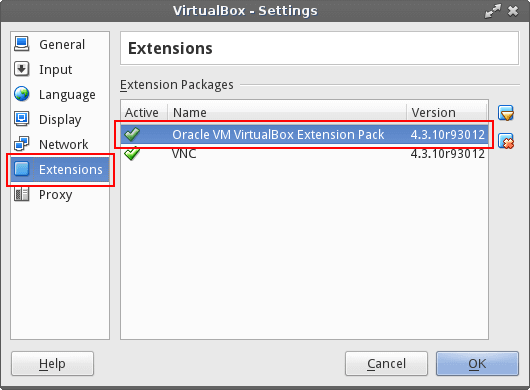 VirtualBox - Settings
General
Input
Language
Display
Network
Extensions
Proxy
Extensions
Extension Packages
Active Name Version
Oracle VM VirtualBox Extension Pack 4.3.10r93012
VNC 4.3.10r93012
Help Cancel OK